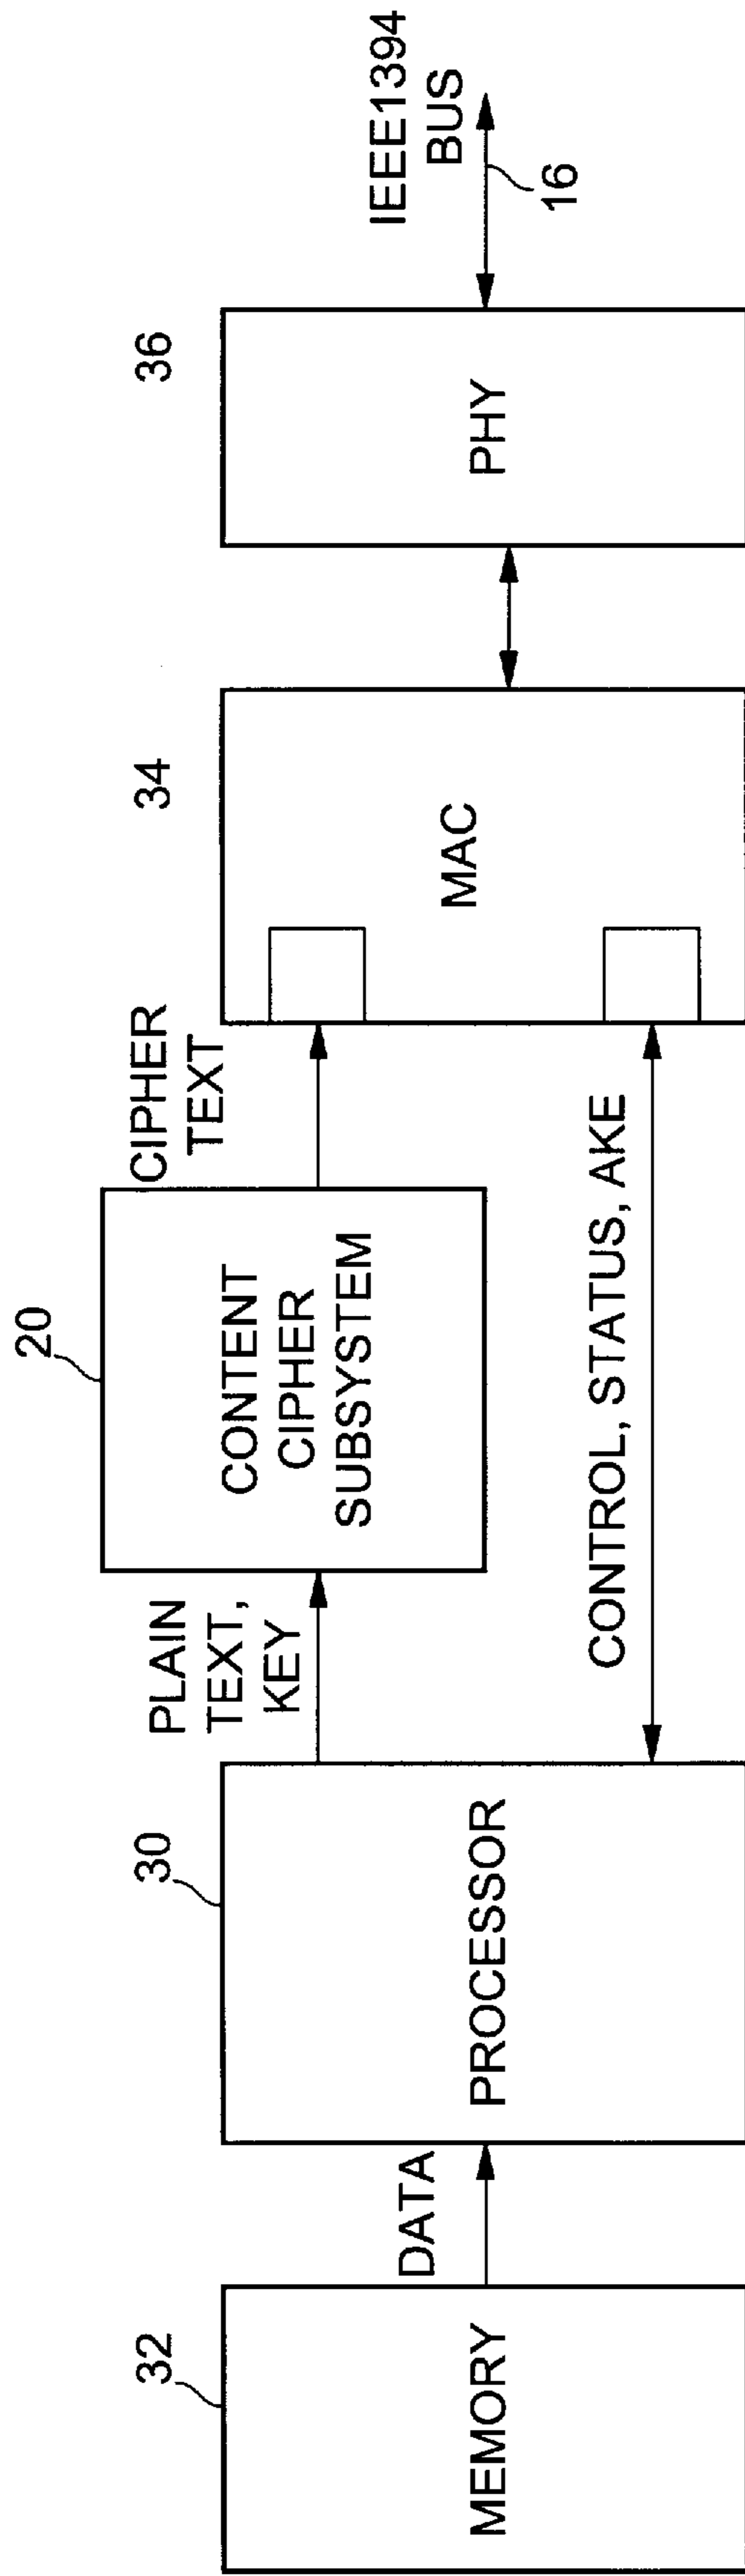 32
MEMORY
DATA
30
PROCESSOR
PLAIN
TEXT,
KEY
20
CONTENT
CIPHER
SUBSYSTEM
CIPHER
TEXT
CONTROL, STATUS, AKE
34
MAC
36
PHY
IEEE1394
BUS
16